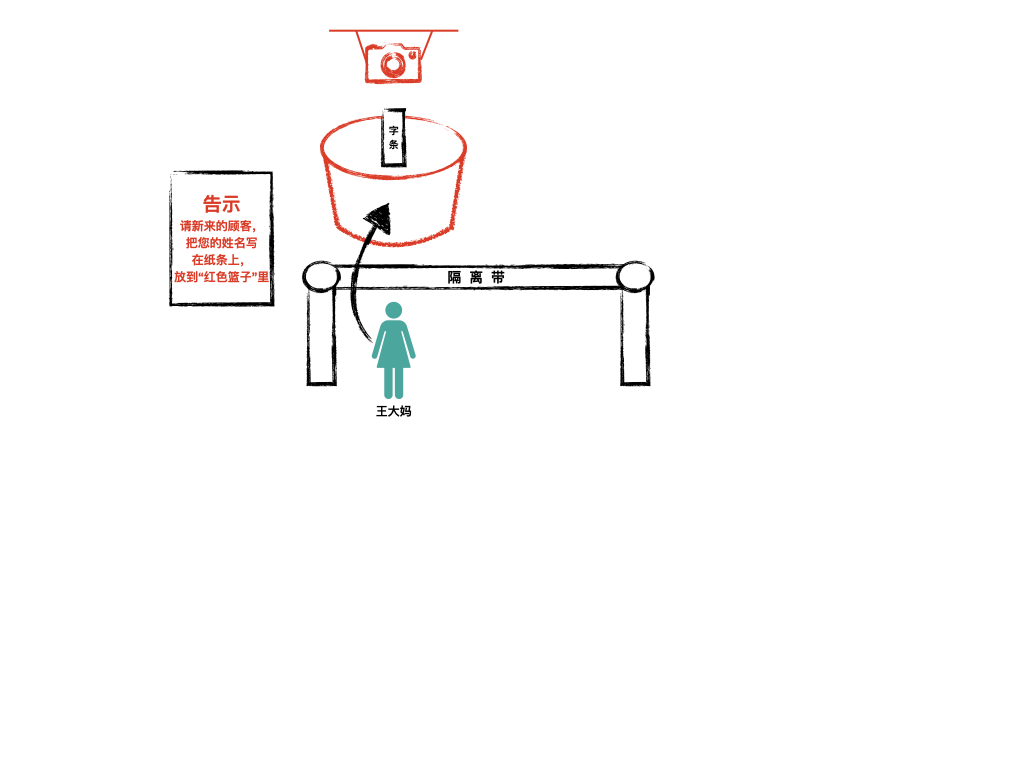 字
条
告示
请新来的顾客，
把您的姓名写
在纸条上，
放到“红色篮子”里
隔 离 带
王大妈